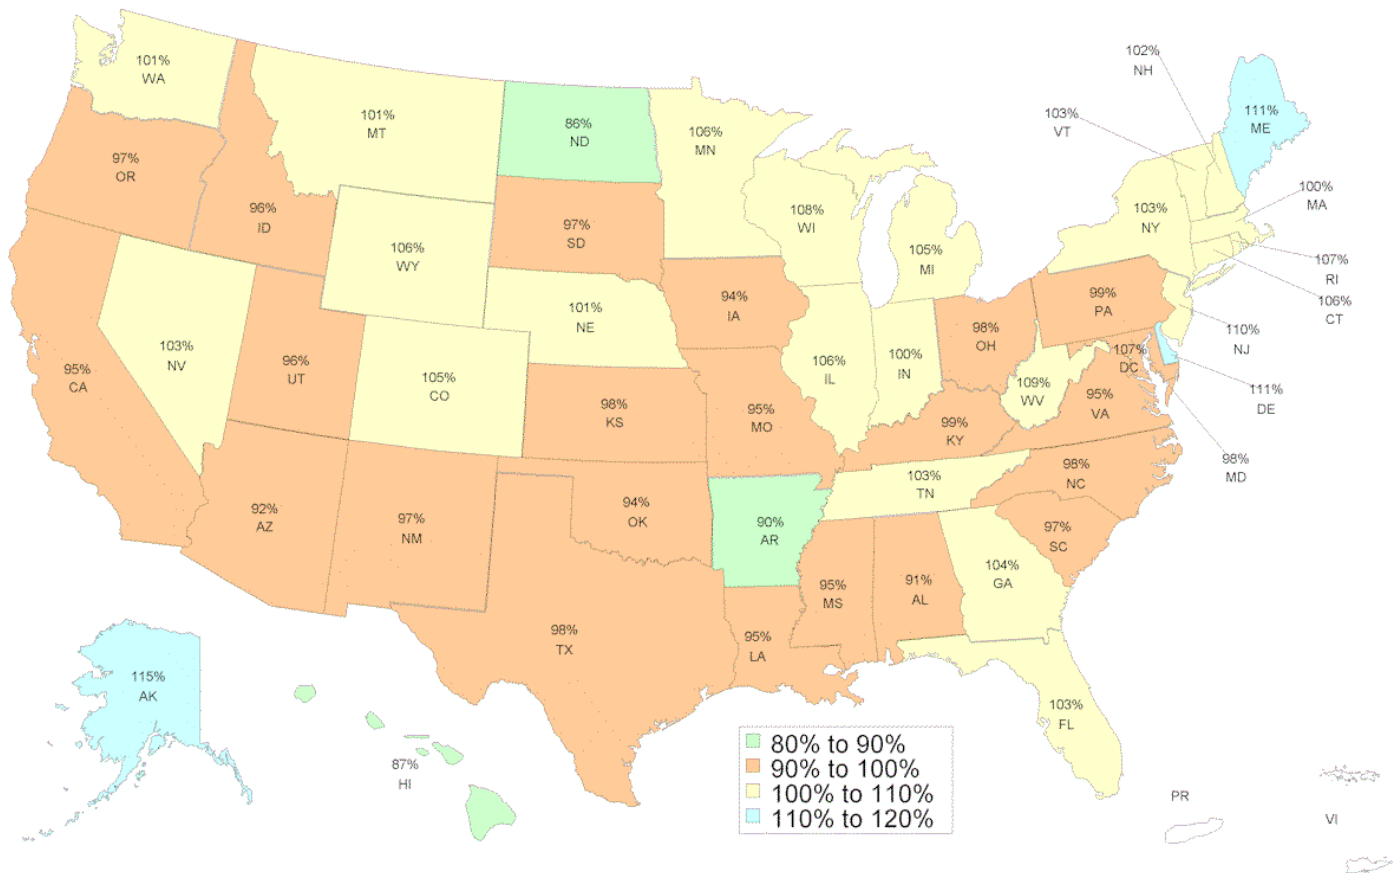 102%
NH
101%
WA
103%
VT
111%
ME
101%
MT
86%
ND
106%
MN
97%
OR
100%
MA
96%
ID
97%
SD
108%
WI
103%
NY
106%
WY
105%
MI
107%
RI
94%
IA
99%
PA
106%
CT
101%
NE
98%
OH
110%
NJ
103%
NV
96%
UT
106%
IL
100%
IN
107%
DC
95%
CA
105%
CO
109%
WV
111%
DE
98%
KS
95%
MO
99%
KY
95%
VA
98%
MD
103%
TN
98%
NC
92%
AZ
97%
NM
94%
OK
90%
AR
97%
SC
95%
MS
91%
AL
104%
GA
98%
TX
95%
LA
115%
AK
103%
FL
87%
HI
80% to 90%
90% to 100%
100% to 110%
110% to 120%
PR
VI